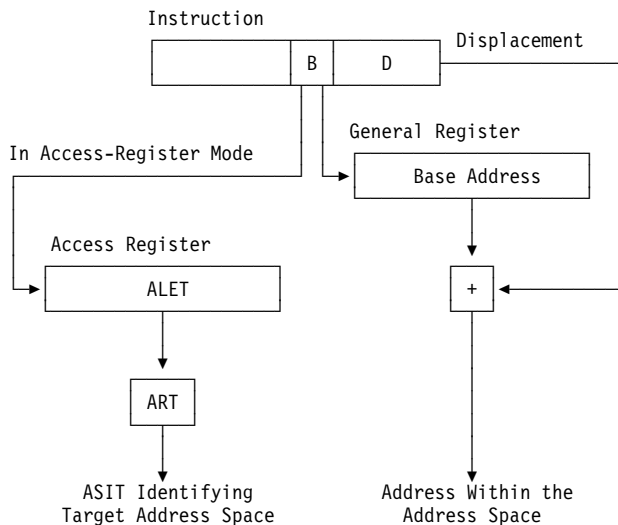 Instruction
Displacement
B
D
General Register
In Access-Register Mode
Base Address
Access Register
ALET
+
ART
ASIT Identifying
Target Address Space
Address Within the
Address Space